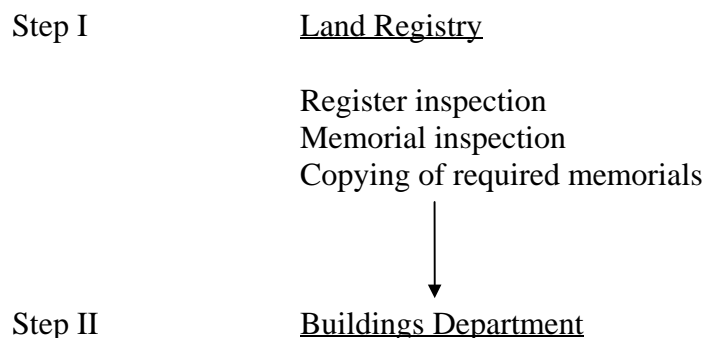 Step I Land Registry
Register inspection
Memorial inspection
Copying of required memorials
Step II Buildings Department